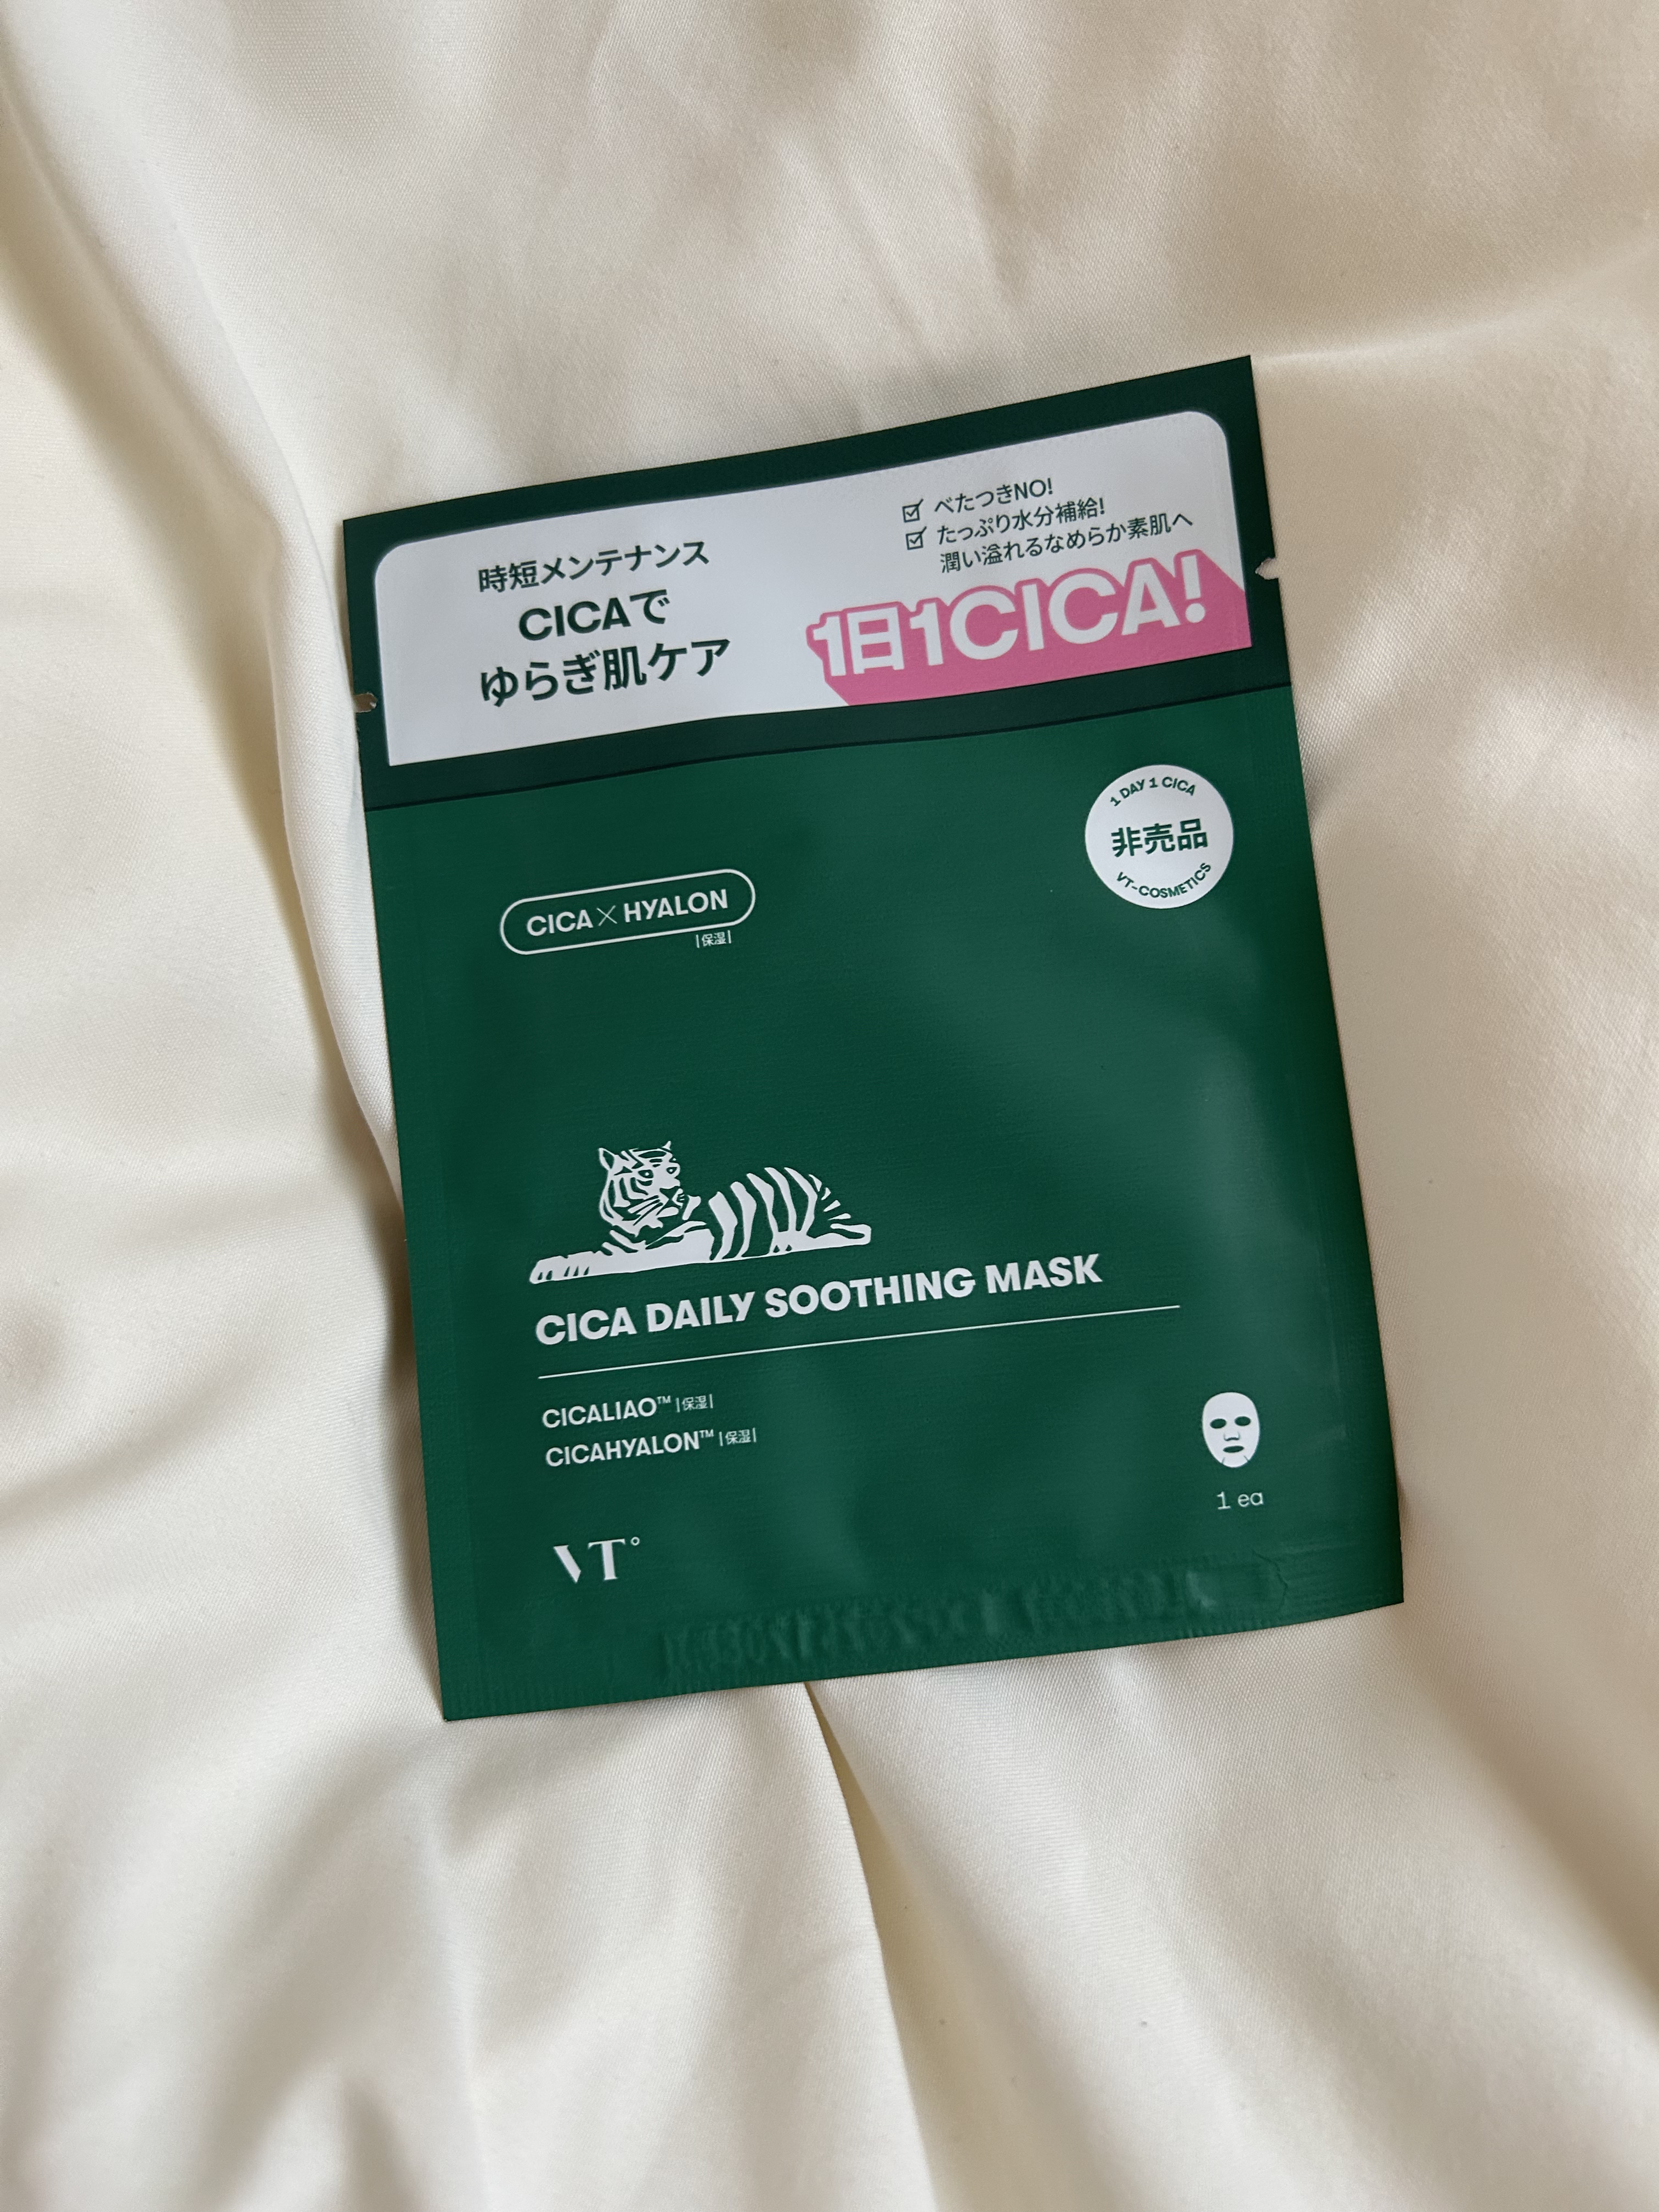 時短メンテナンス
CICAで
ゆらぎ肌ケア
☑ べたつきNO!
☑ たっぷり水分補給!
潤い溢れるなめらか素肌へ
1日1CICA!
1 DAY 1 CICA
非売品
VT-COSMETICS
CICA×HYALON
|保湿|
CICA DAILY SOOTHING MASK
CICALIAO™ |保湿|
CICAHYALON™ |保湿|
1 ea
VT°